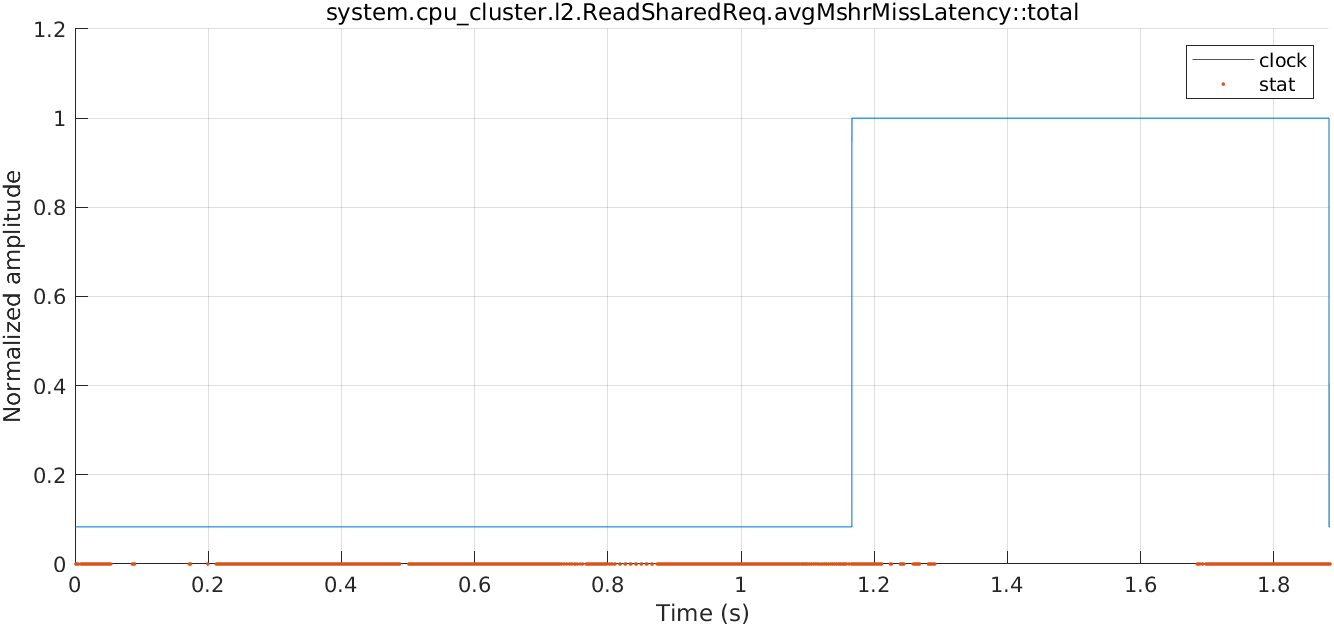 system.cpu_cluster.l2.ReadSharedReq.avgMshrMissLatency::total
1.2
1
0.8
0.6
0.4
0.2
0
Normalized amplitude
clock
stat
0 0.2 0.4 0.6 0.8 1 1.2 1.4 1.6 1.8
Time (s)